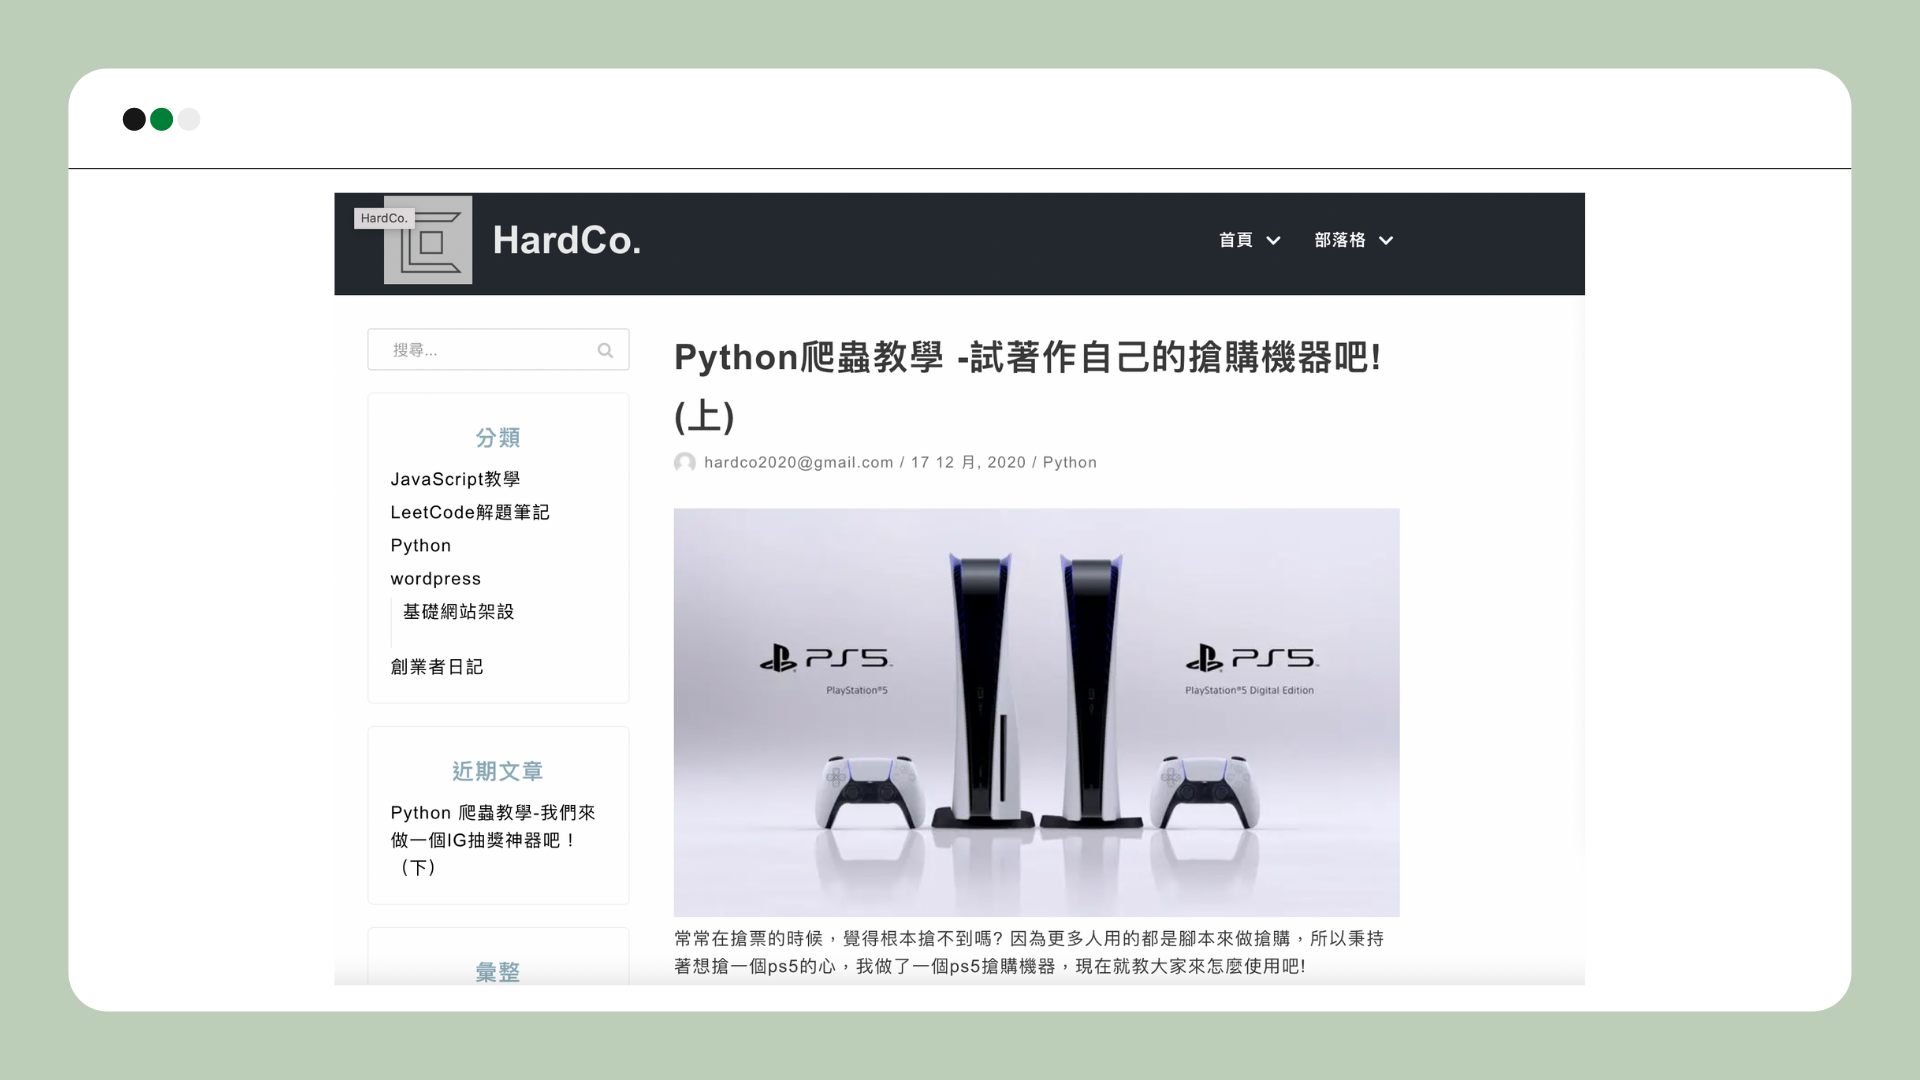 HardCo.
HardCo.
首頁
部落格
搜尋...
分類
JavaScript教學
LeetCode解題筆記
Python
wordpress
基礎網站架設
創業者日記
近期文章
Python 爬蟲教學-我們來
做一個IG抽獎神器吧！
（下）
彙整
Python爬蟲教學 -試著作自己的搶購機器吧!
(上)
hardco2020@gmail.com / 17 12 月, 2020 / Python
PS5™
PlayStation®5
PS5™
PlayStation®5 Digital Edition
常常在搶票的時候，覺得根本搶不到嗎? 因為更多人用的都是腳本來做搶購，所以秉持
著想搶一個ps5的心，我做了一個ps5搶購機器，現在就教大家來怎麼使用吧!